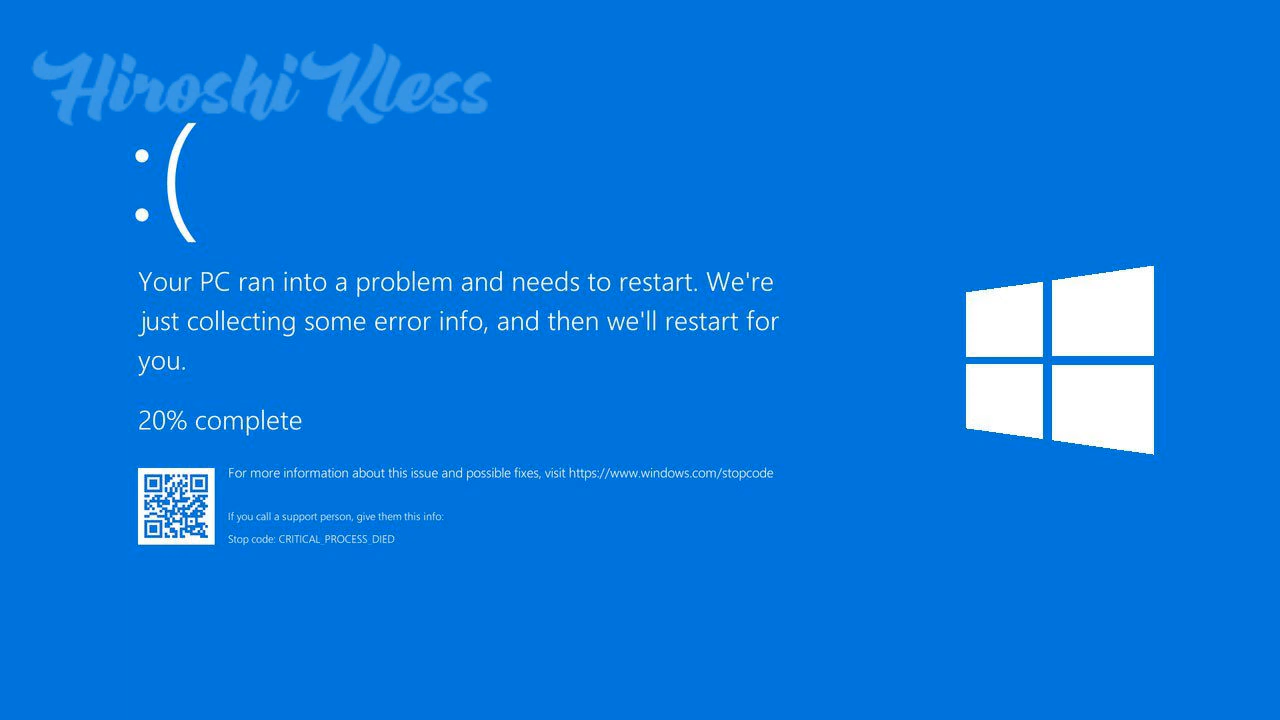 Hiroshi Kless
:(
Your PC ran into a problem and needs to restart. We're
just collecting some error info, and then we'll restart for
you.
20% complete
For more information about this issue and possible fixes, visit https://www.windows.com/stopcode
If you call a support person, give them this info:
Stop code: CRITICAL_PROCESS_DIED